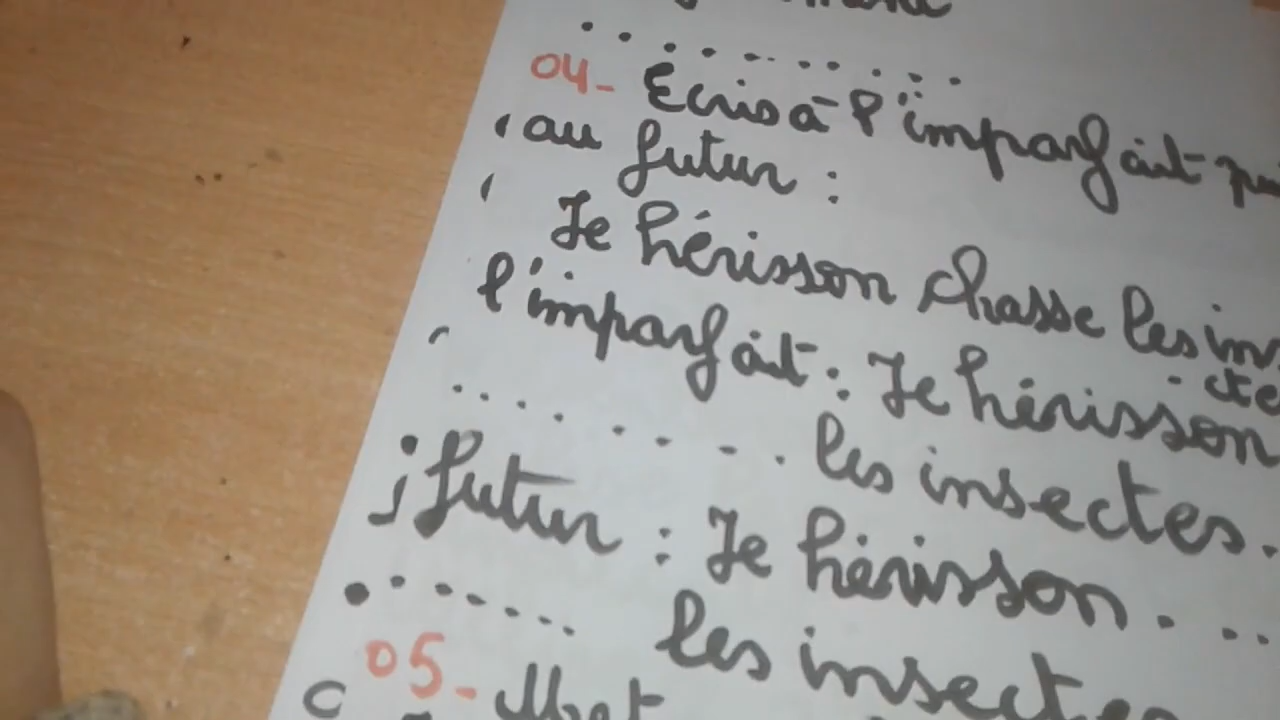 04- Écris à l'imparfait
au futur :
Le hérisson chasse les
l'imparfait : Le hérisson
. . . . . . . . les insectes.
futur : Le hérisson . . .
. . . . . . . les insectes
05-